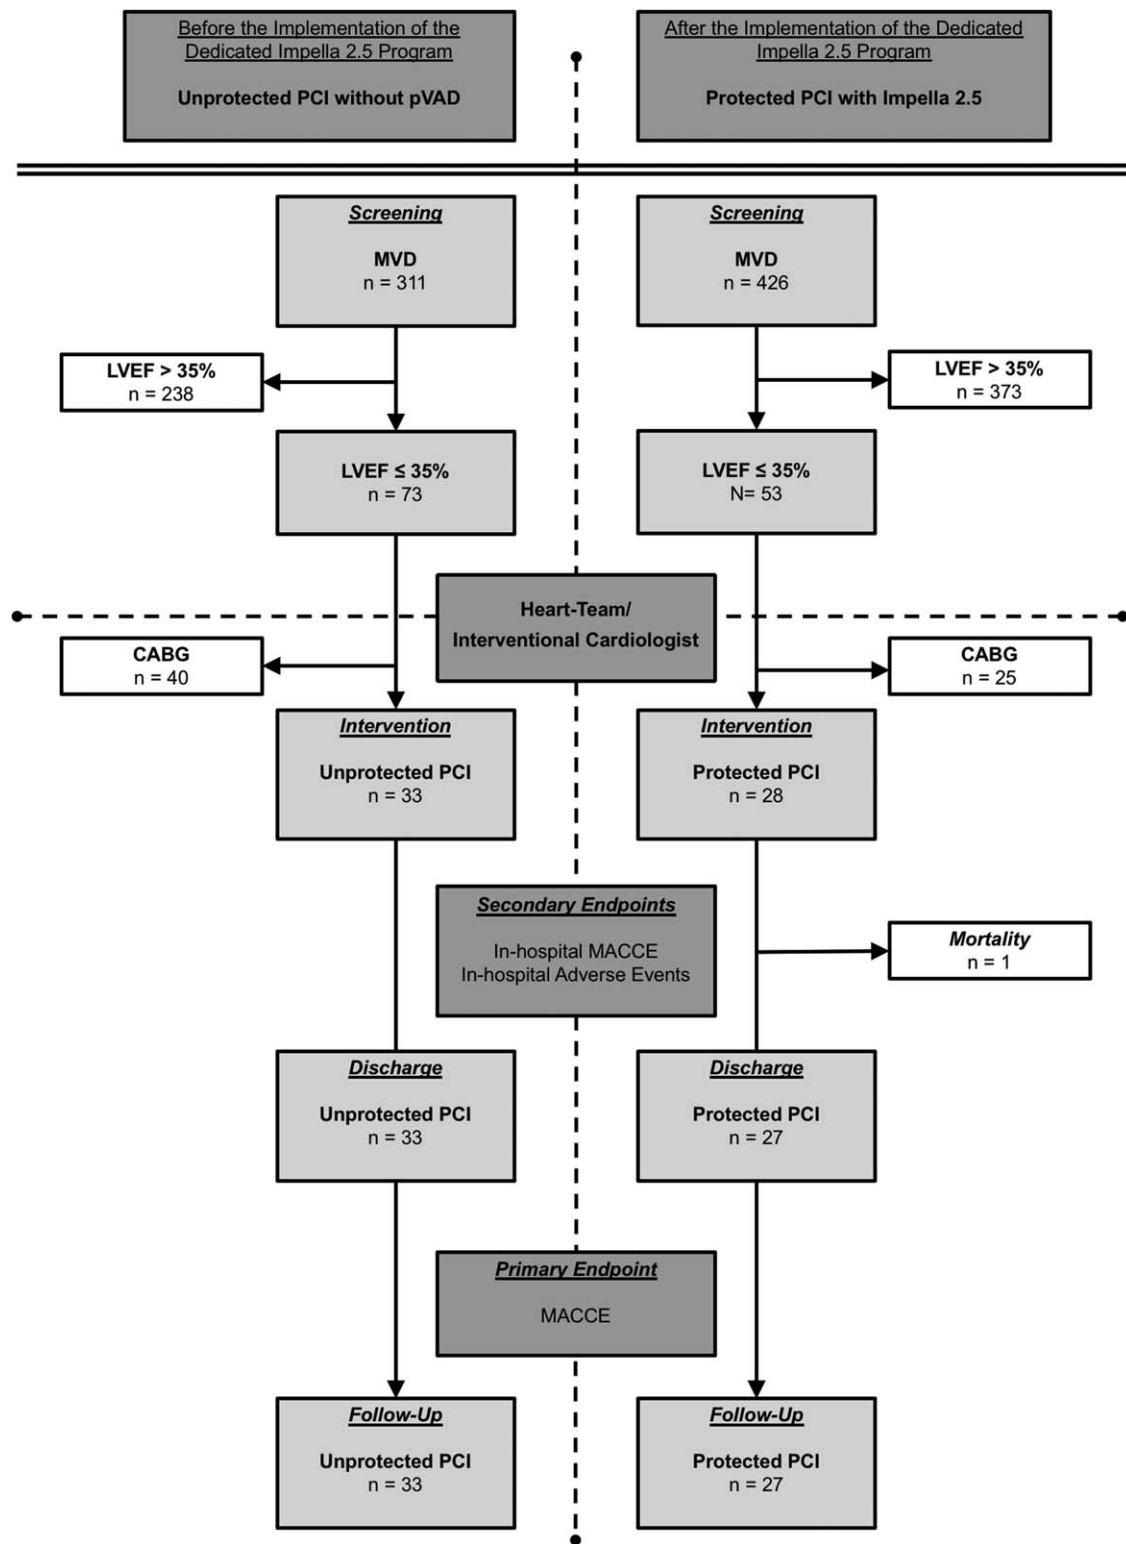 Before the Implementation of the
Dedicated Impella 2.5 Program
Unprotected PCI without pVAD
After the Implementation of the Dedicated
Impella 2.5 Program
Protected PCI with Impella 2.5
Screening
MVD
n = 311
Screening
MVD
n = 426
LVEF > 35%
n = 238
LVEF > 35%
n = 373
LVEF ≤ 35%
n = 73
LVEF ≤ 35%
N= 53
Heart-Team/
Interventional Cardiologist
CABG
n = 40
CABG
n = 25
Intervention
Unprotected PCI
n = 33
Intervention
Protected PCI
n = 28
Secondary Endpoints
In-hospital MACCE
In-hospital Adverse Events
Mortality
n = 1
Discharge
Unprotected PCI
n = 33
Discharge
Protected PCI
n = 27
Primary Endpoint
MACCE
Follow-Up
Unprotected PCI
n = 33
Follow-Up
Protected PCI
n = 27